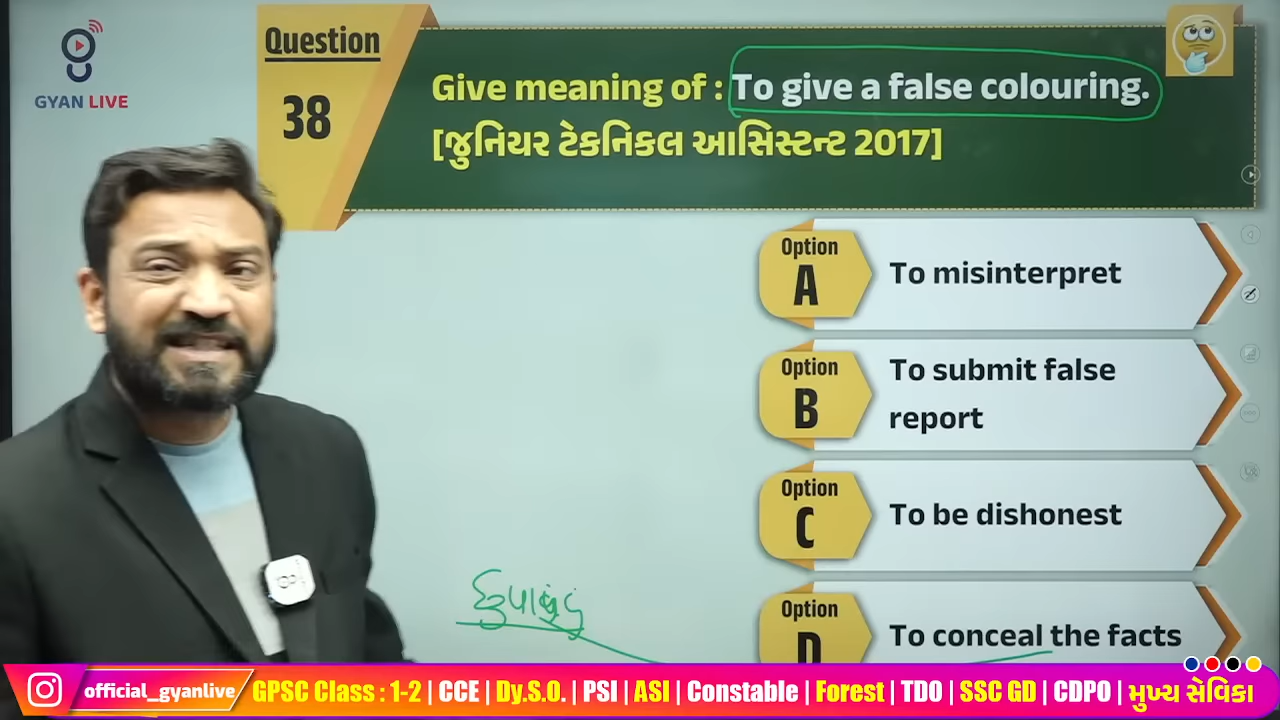 GYAN LIVE
Question
38
Give meaning of : To give a false colouring.
[જુનિયર ટેકનિકલ આસિસ્ટન્ટ 2017]
Option
A
To misinterpret
Option
B
To submit false
report
Option
C
To be dishonest
Option
D
To conceal the facts
છુપાવવું
official_gyanlive
GPSC Class : 1-2 | CCE | Dy.S.O. | PSI | ASI | Constable | Forest | TDO | SSC GD | CDPO | મુખ્ય સેવિકા